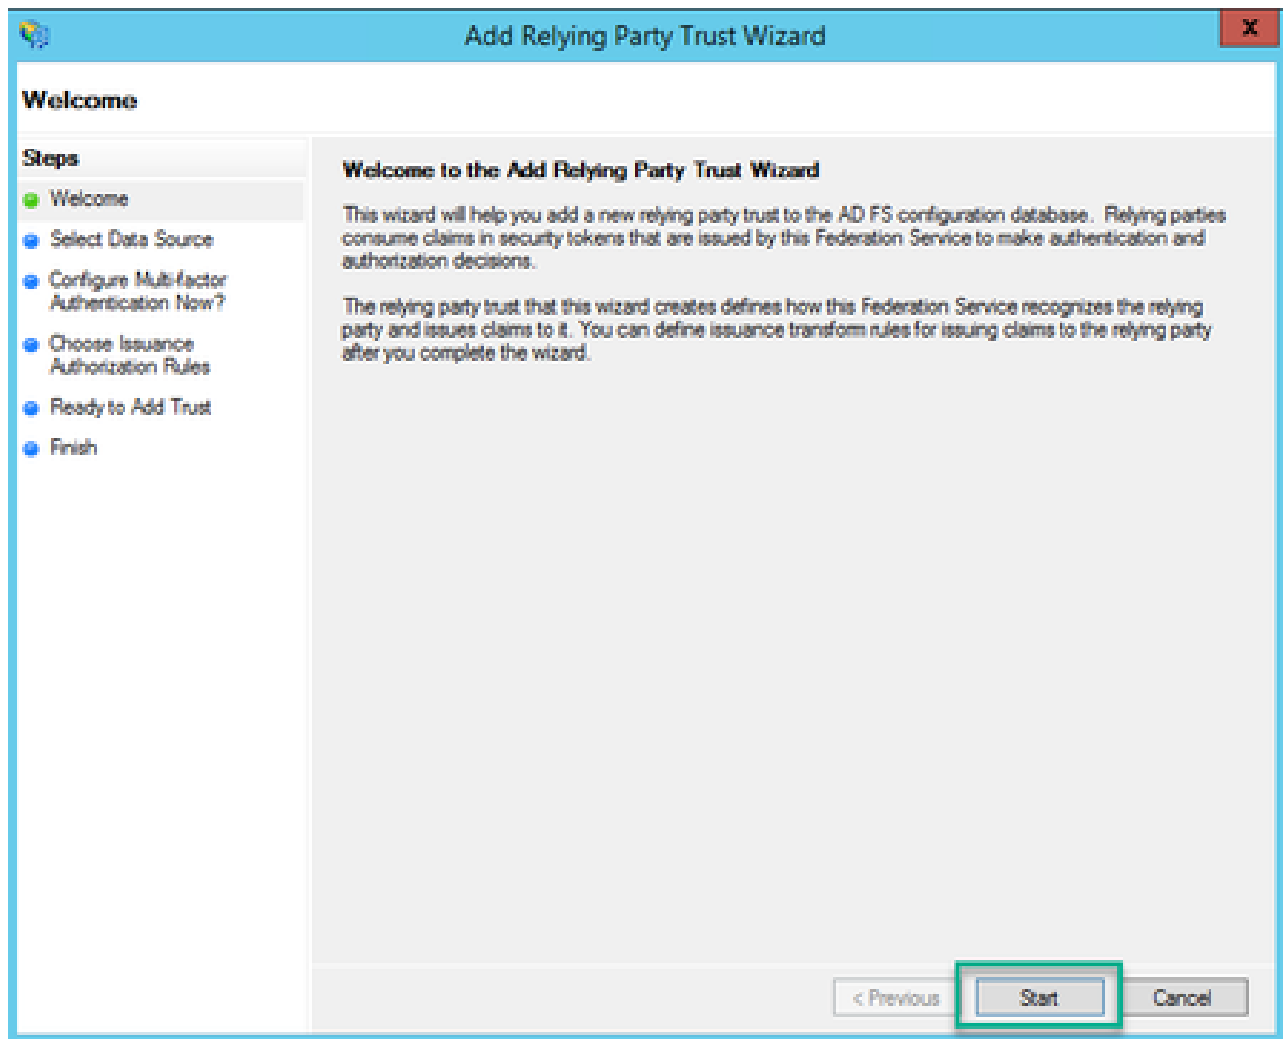 Add Relying Party Trust Wizard
X
Welcome
Steps
Welcome
Select Data Source
Configure Multi-factor
Authentication Now?
Choose Issuance
Authorization Rules
Ready to Add Trust
Finish
Welcome to the Add Relying Party Trust Wizard
This wizard will help you add a new relying party trust to the AD FS configuration database. Relying parties
consume claims in security tokens that are issued by this Federation Service to make authentication and
authorization decisions.
The relying party trust that this wizard creates defines how this Federation Service recognizes the relying
party and issues claims to it. You can define issuance transform rules for issuing claims to the relying party
after you complete the wizard.
< Previous
Start
Cancel